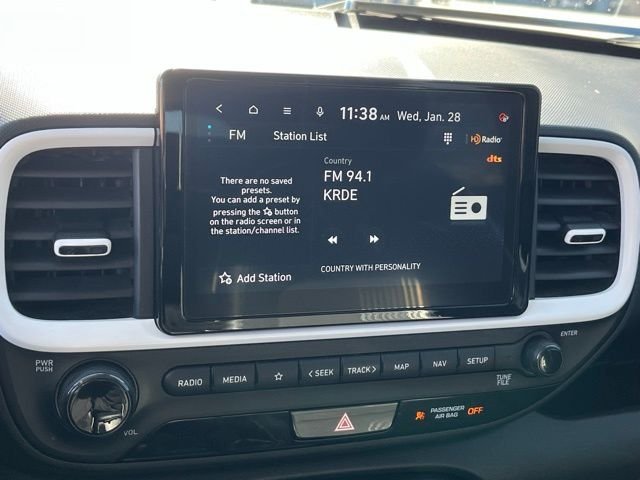 11:38 AM Wed, Jan. 28
FM Station List HD Radio
dts
There are no saved
presets.
You can add a preset by
pressing the button
on the radio screen or in
the station/channel list.
Add Station
Country
FM 94.1
KRDE
COUNTRY WITH PERSONALITY
PWR
PUSH
VOL
RADIO MEDIA < SEEK TRACK > MAP NAV SETUP
ENTER
TUNE
FILE
PASSENGER
AIR BAG OFF